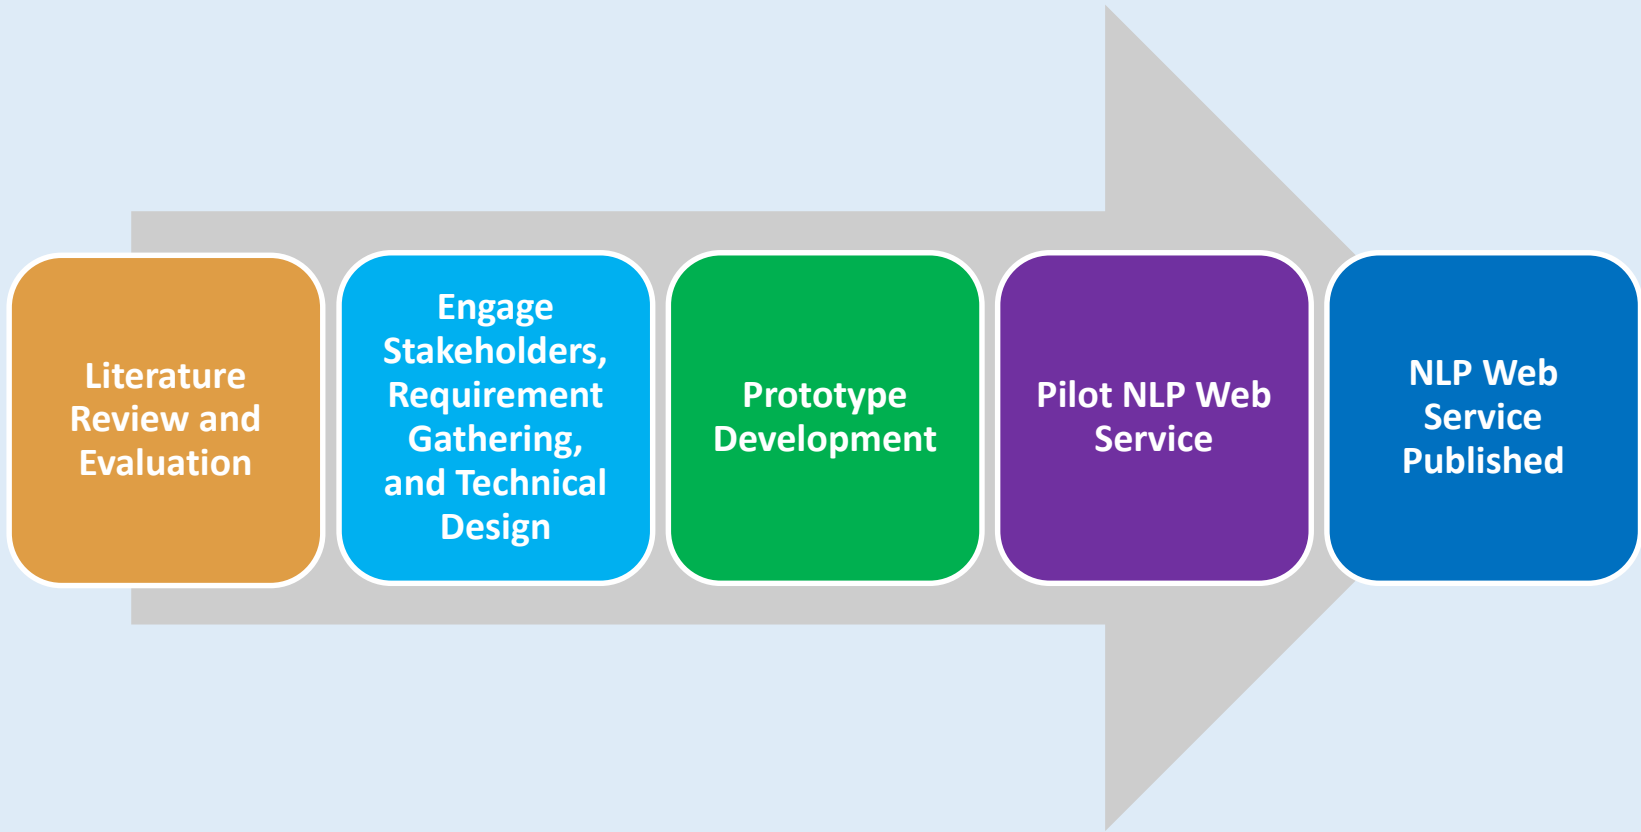 Literature
Review and
Evaluation
Engage
Stakeholders,
Requirement
Gathering,
and Technical
Design
Prototype
Development
Pilot NLP Web
Service
NLP Web
Service
Published